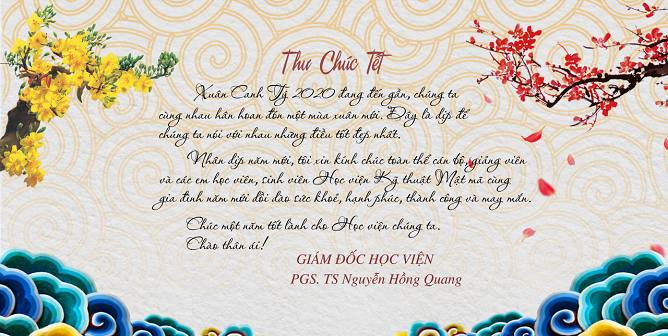 Thư Chúc Tết
Xuân Canh Tý 2020 đang đến gần, chúng ta
cùng nhau hân hoan đón một mùa xuân mới. Đây là dịp để
chúng ta nói với nhau những điều tốt đẹp nhất.
Nhân dịp năm mới, tôi xin kính chúc toàn thể cán bộ, giảng viên
và các em học viên, sinh viên Học viện Kỹ thuật Mật mã cùng
gia đình năm mới dồi dào sức khoẻ, hạnh phúc, thành công và may mắn.
Chúc một năm tốt lành cho Học viện chúng ta.
Chào thân ái!
GIÁM ĐỐC HỌC VIỆN
PGS. TS Nguyễn Hồng Quang